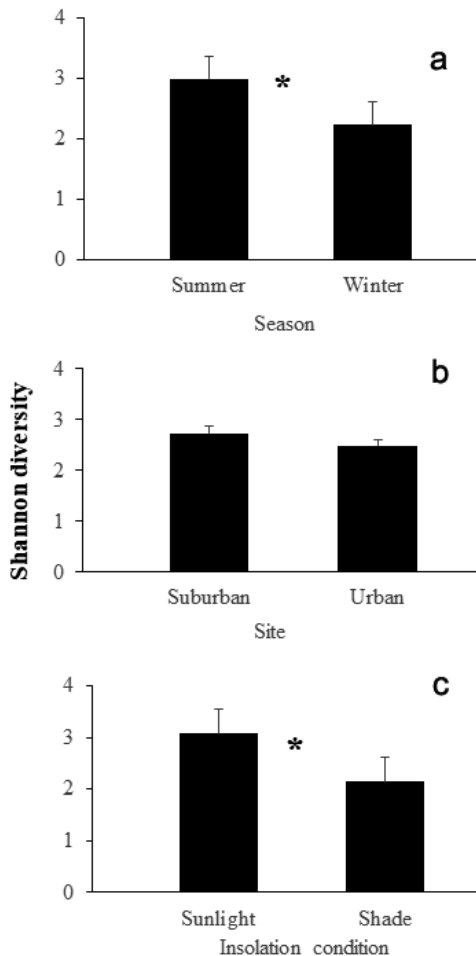 4
a
3
*
2
1
0
Summer Winter
Season
Shannon diversity
4
b
3
2
1
0
Suburban Urban
Site
4
c
3
*
2
1
0
Sunlight Shade
Insolation condition